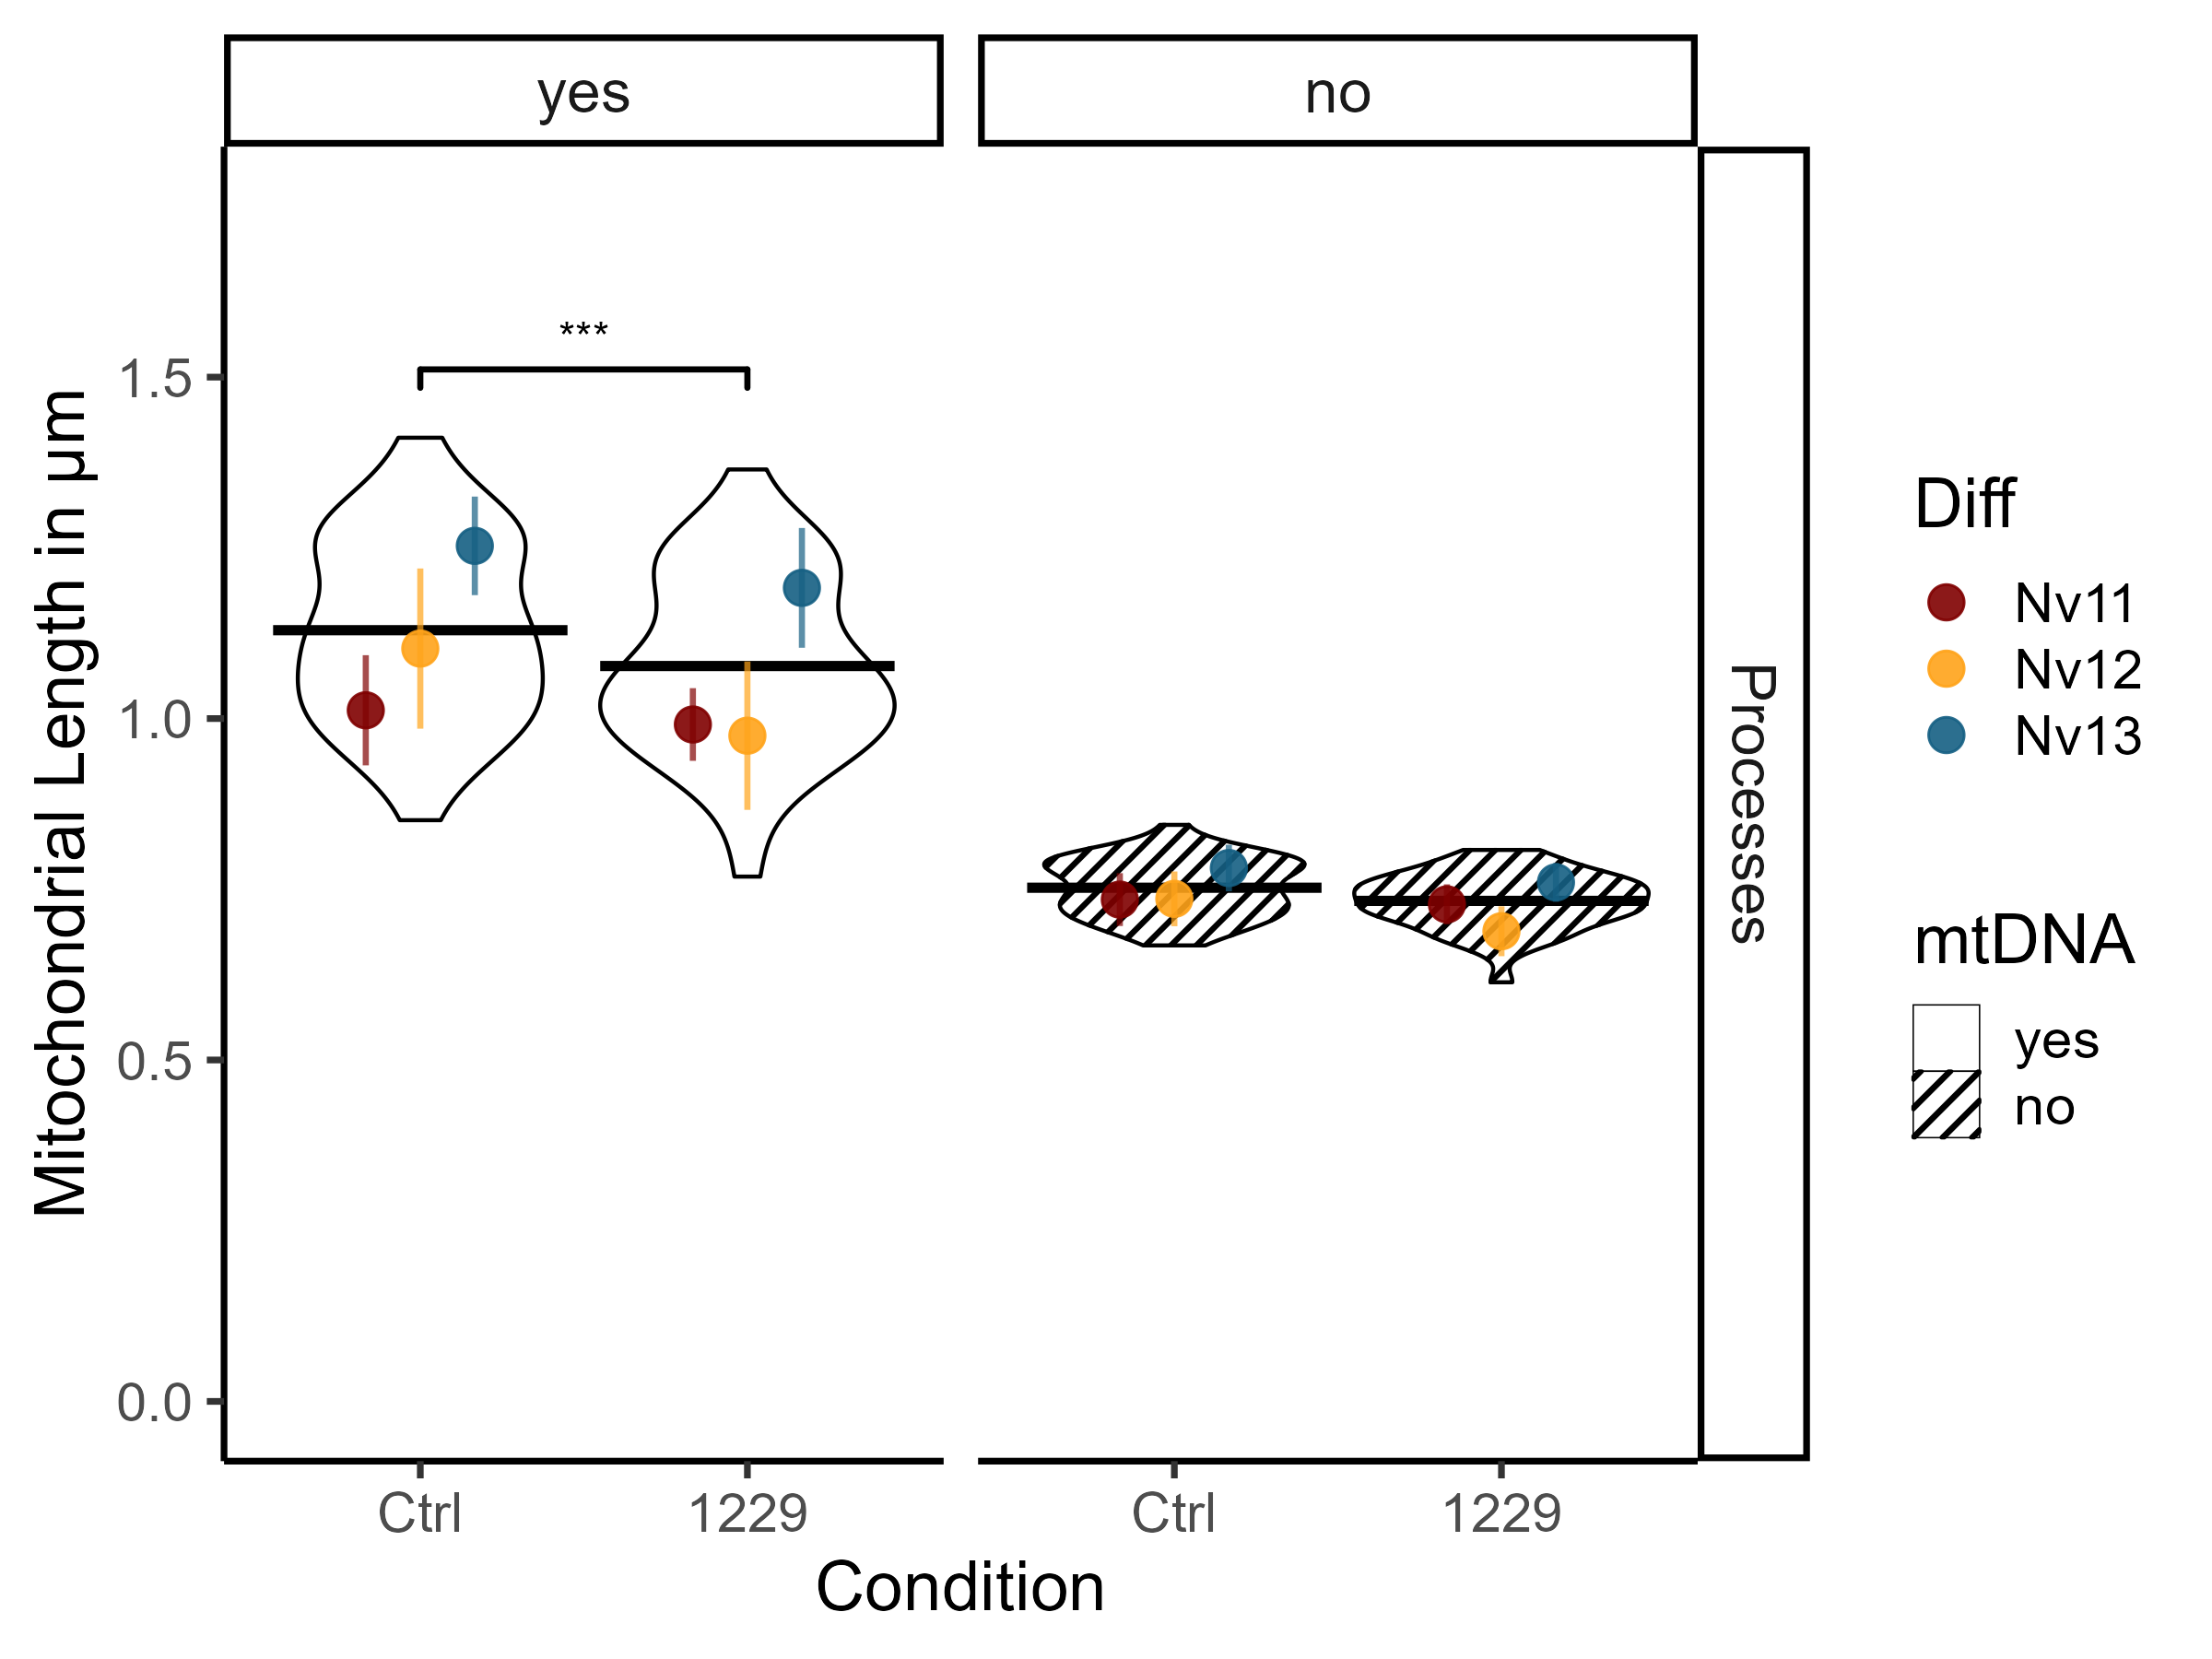 yes
no
***
Mitochondrial Length in µm
1.5
1.0
0.5
0.0
Processes
Ctrl
1229
Ctrl
1229
Condition
Diff
Nv11
Nv12
Nv13
mtDNA
yes
no